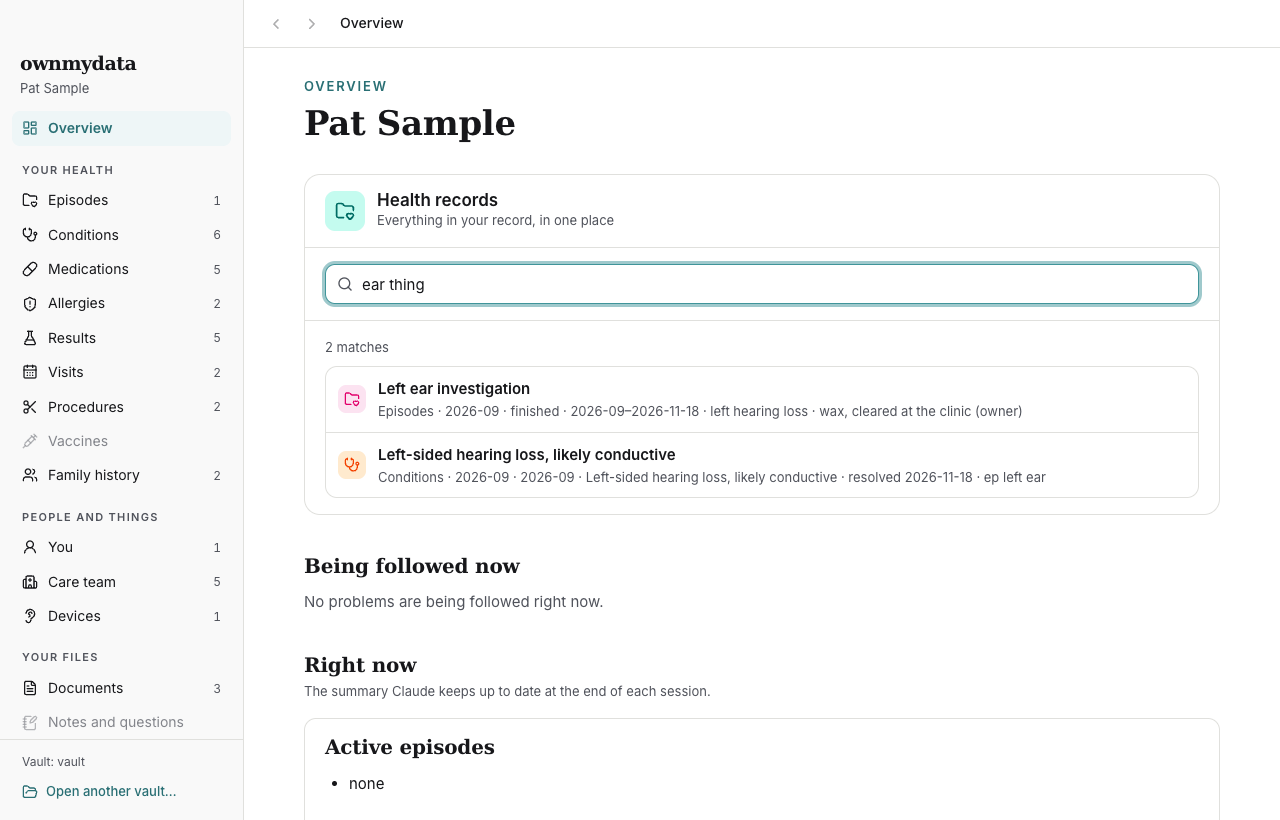 ownmydata
Pat Sample
Overview
YOUR HEALTH
Episodes 1
Conditions 6
Medications 5
Allergies 2
Results 5
Visits 2
Procedures 2
Vaccines
Family history 2
PEOPLE AND THINGS
You 1
Care team 5
Devices 1
YOUR FILES
Documents 3
Notes and questions
Vault: vault
Open another vault...
Overview
OVERVIEW
Pat Sample
Health records
Everything in your record, in one place
ear thing
2 matches
Left ear investigation
Episodes · 2026-09 · finished · 2026-09–2026-11-18 · left hearing loss · wax, cleared at the clinic (owner)
Left-sided hearing loss, likely conductive
Conditions · 2026-09 · 2026-09 · Left-sided hearing loss, likely conductive · resolved 2026-11-18 · ep left ear
Being followed now
No problems are being followed right now.
Right now
The summary Claude keeps up to date at the end of each session.
Active episodes
• none